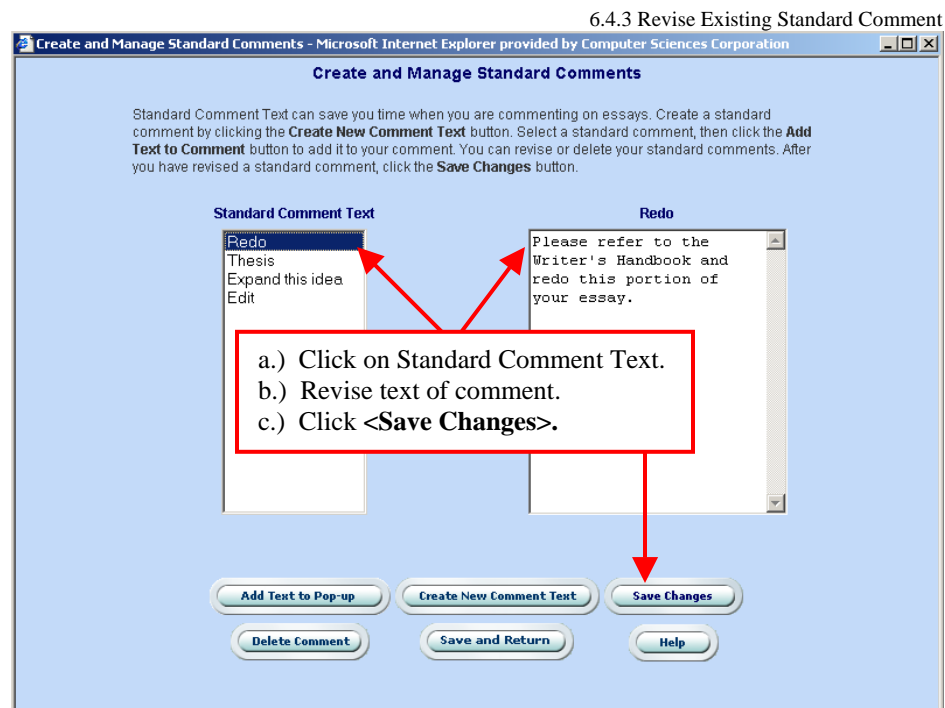 6.4.3 Revise Existing Standard Comment
Create and Manage Standard Comments - Microsoft Internet Explorer provided by Computer Sciences Corporation
Create and Manage Standard Comments
Standard Comment Text can save you time when you are commenting on essays. Create a standard
comment by clicking the Create New Comment Text button. Select a standard comment, then click the Add
Text to Comment button to add it to your comment. You can revise or delete your standard comments. After
you have revised a standard comment, click the Save Changes button.
Standard Comment Text
Redo
Thesis
Expand this idea
Edit
Redo
Please refer to the
Writer's Handbook and
redo this portion of
your essay.
a.) Click on Standard Comment Text.
b.) Revise text of comment.
c.) Click <Save Changes>.
Add Text to Pop-up
Create New Comment Text
Save Changes
Delete Comment
Save and Return
Help